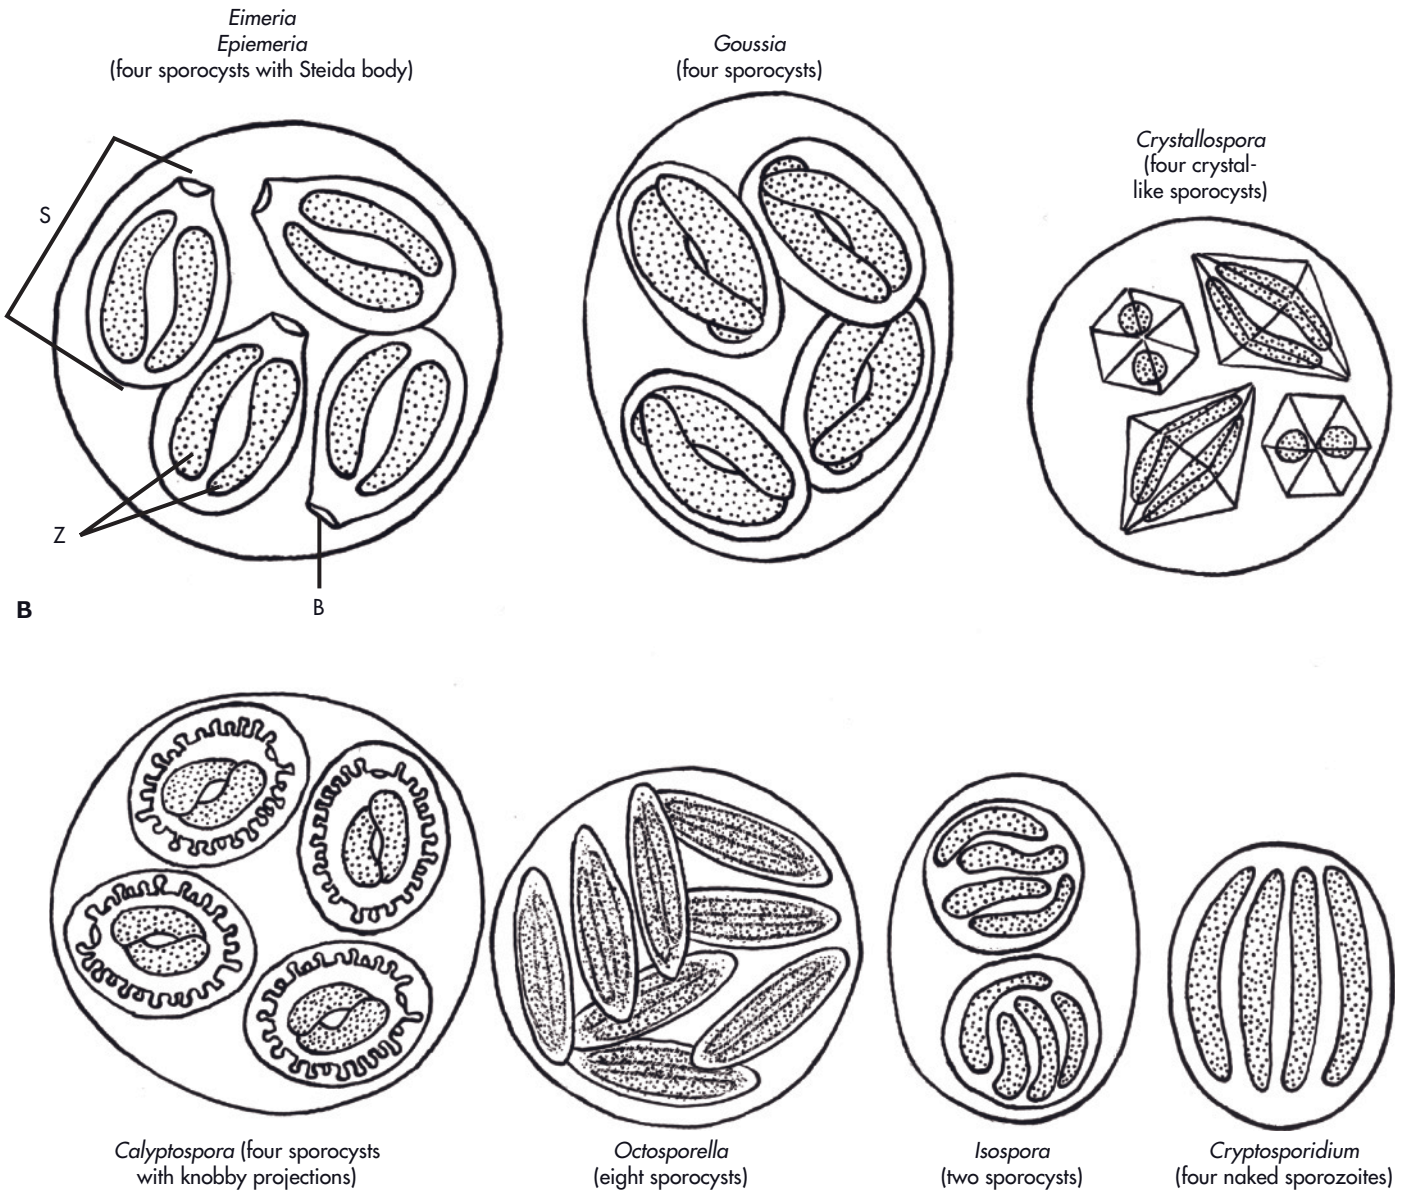 Eimeria
Epiemeria
(four sporocysts with Steida body)
Goussia
(four sporocysts)
Crystallospora
(four crystal-
like sporocysts)
S
Z
B
B
Calyptospora (four sporocysts
with knobby projections)
Octosporella
(eight sporocysts)
Isospora
(two sporocysts)
Cryptosporidium
(four naked sporozoites)